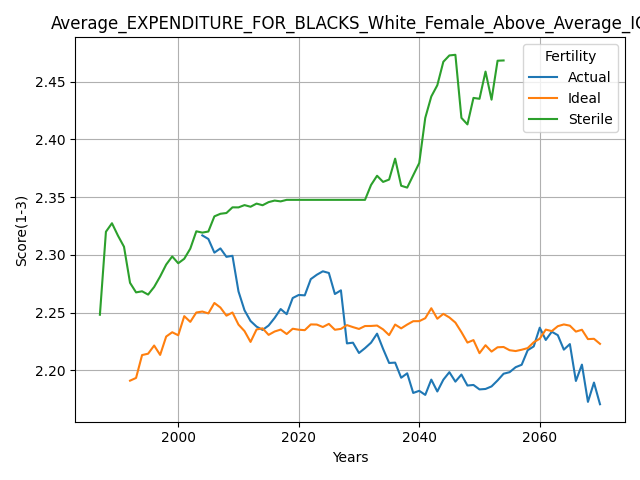 Average_EXPENDITURE_FOR_BLACKS_White_Female_Above_Average_IQ
Fertility
Actual
Ideal
Sterile
Score(1-3)
2.45
2.40
2.35
2.30
2.25
2.20
2000 2020 2040 2060
Years